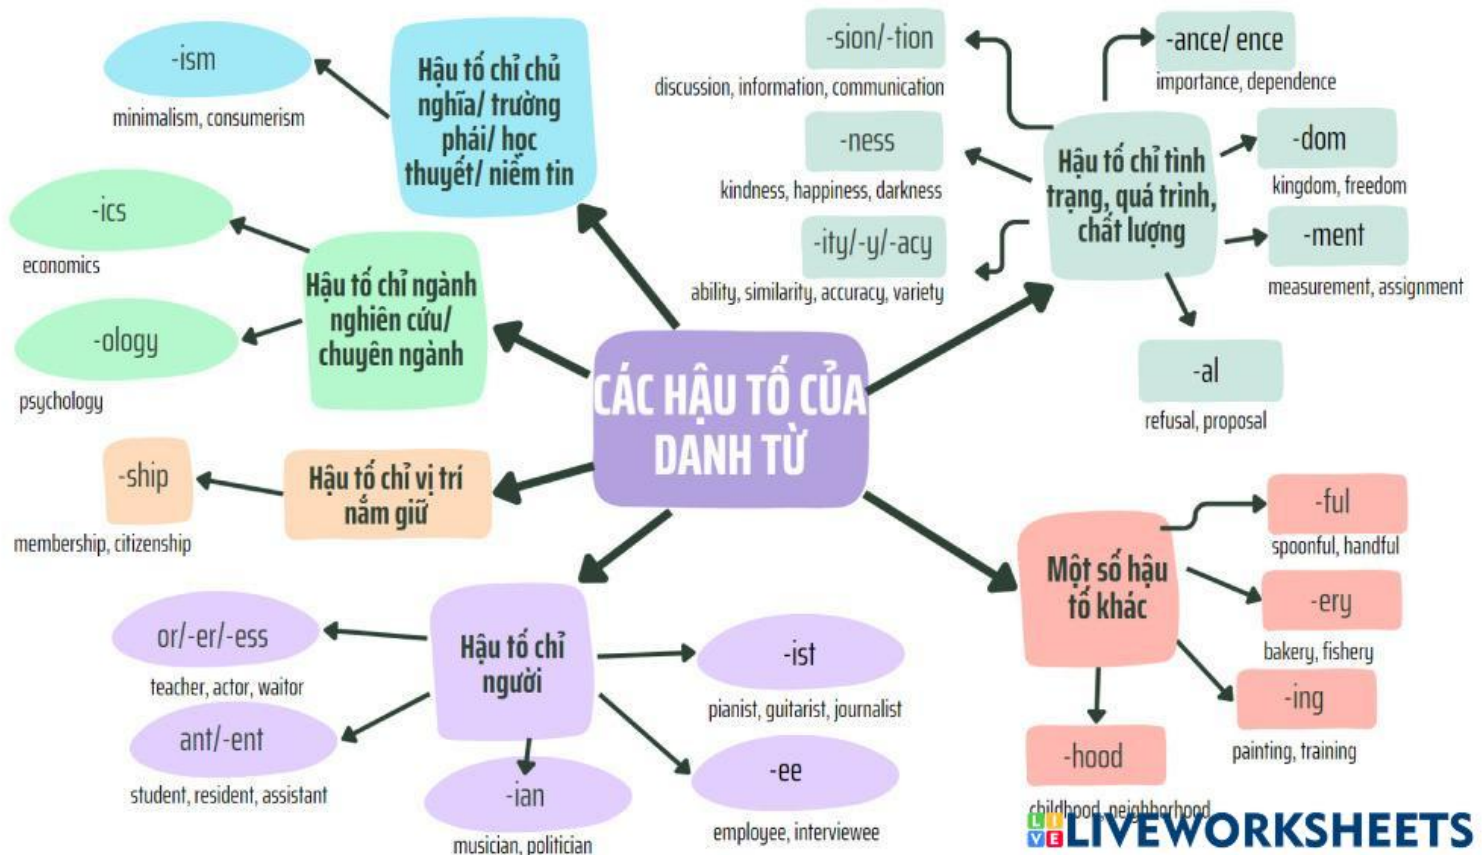 CÁC HẬU TỐ CỦA
DANH TỪ
Hậu tố chỉ chủ
nghĩa/ trường
phái/ học
thuyết/ niềm tin
-ism
minimalism, consumerism
Hậu tố chỉ ngành
nghiên cứu/
chuyên ngành
-ics
economics
-ology
psychology
Hậu tố chỉ vị trí
nắm giữ
-ship
membership, citizenship
Hậu tố chỉ
người
or/-er/-ess
teacher, actor, waitor
ant/-ent
student, resident, assistant
-ian
musician, politician
-ist
pianist, guitarist, journalist
-ee
employee, interviewee
Hậu tố chỉ tình
trạng, quá trình,
chất lượng
-sion/-tion
discussion, information, communication
-ness
kindness, happiness, darkness
-ity/-y/-acy
ability, similarity, accuracy, variety
-ance/ ence
importance, dependence
-dom
kingdom, freedom
-ment
measurement, assignment
-al
refusal, proposal
Một số hậu
tố khác
-ful
spoonful, handful
-ery
bakery, fishery
-ing
painting, training
-hood
childhood, neighborhood
LIVE LIVEWORKSHEETS